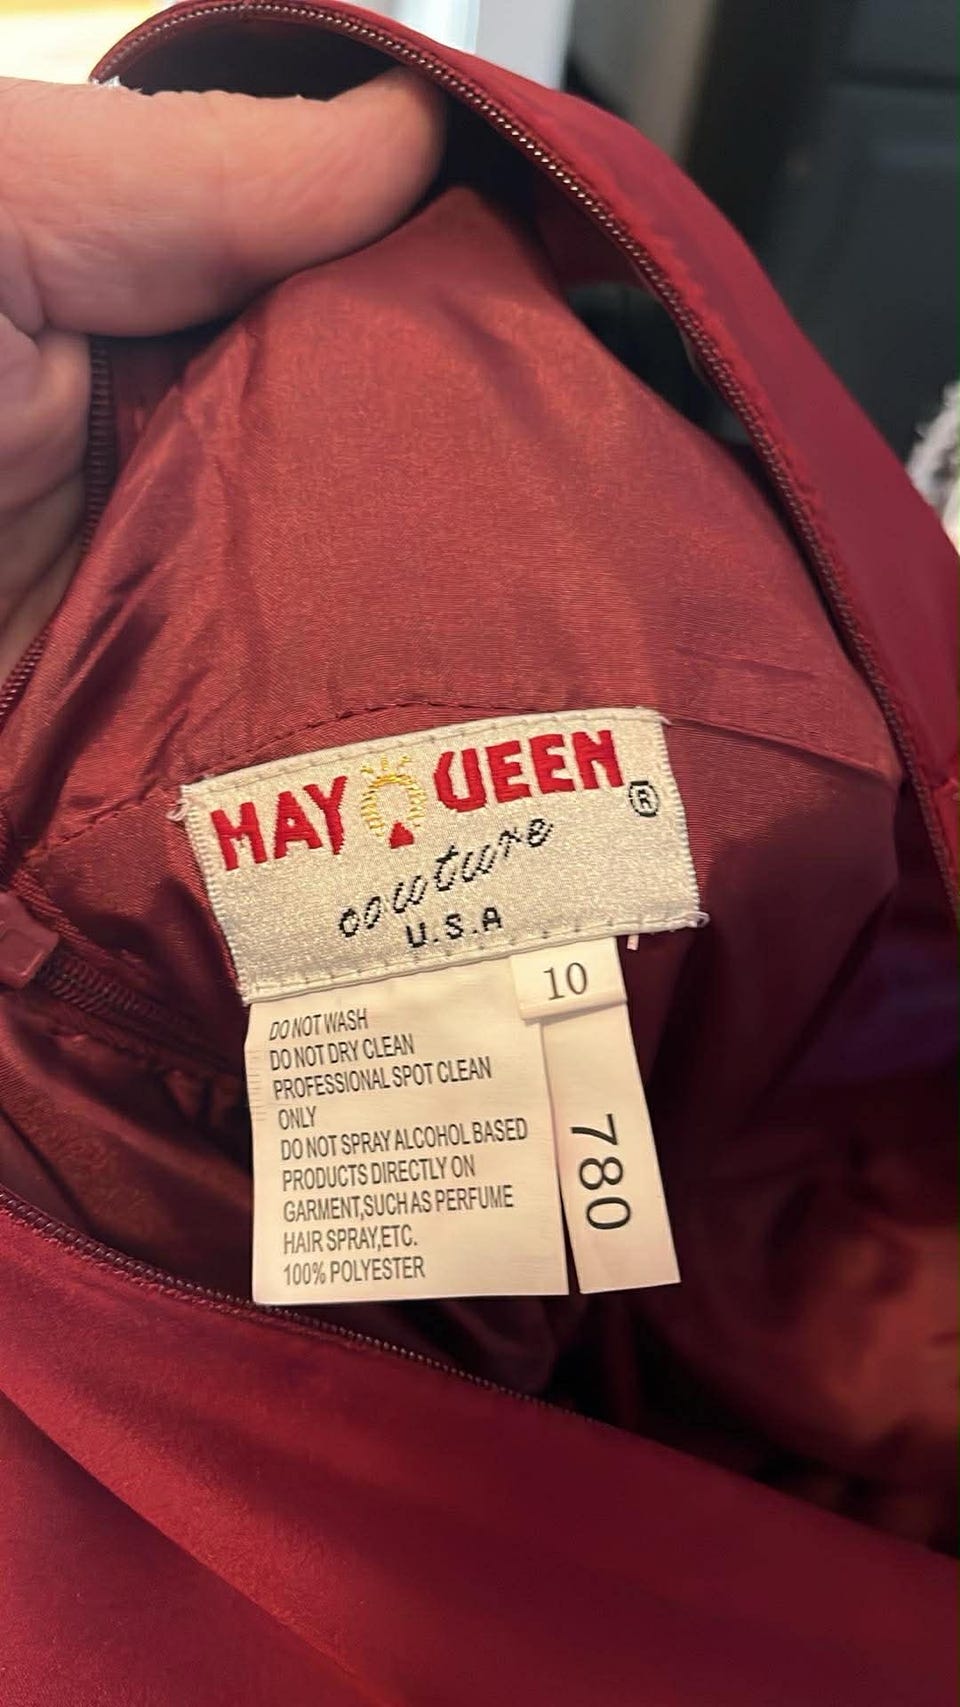 MAY QUEEN ®
couture
U.S.A
10
DO NOT WASH
DO NOT DRY CLEAN
PROFESSIONAL SPOT CLEAN
ONLY
DO NOT SPRAY ALCOHOL BASED
PRODUCTS DIRECTLY ON
GARMENT,SUCH AS PERFUME
HAIR SPRAY,ETC.
100% POLYESTER
780